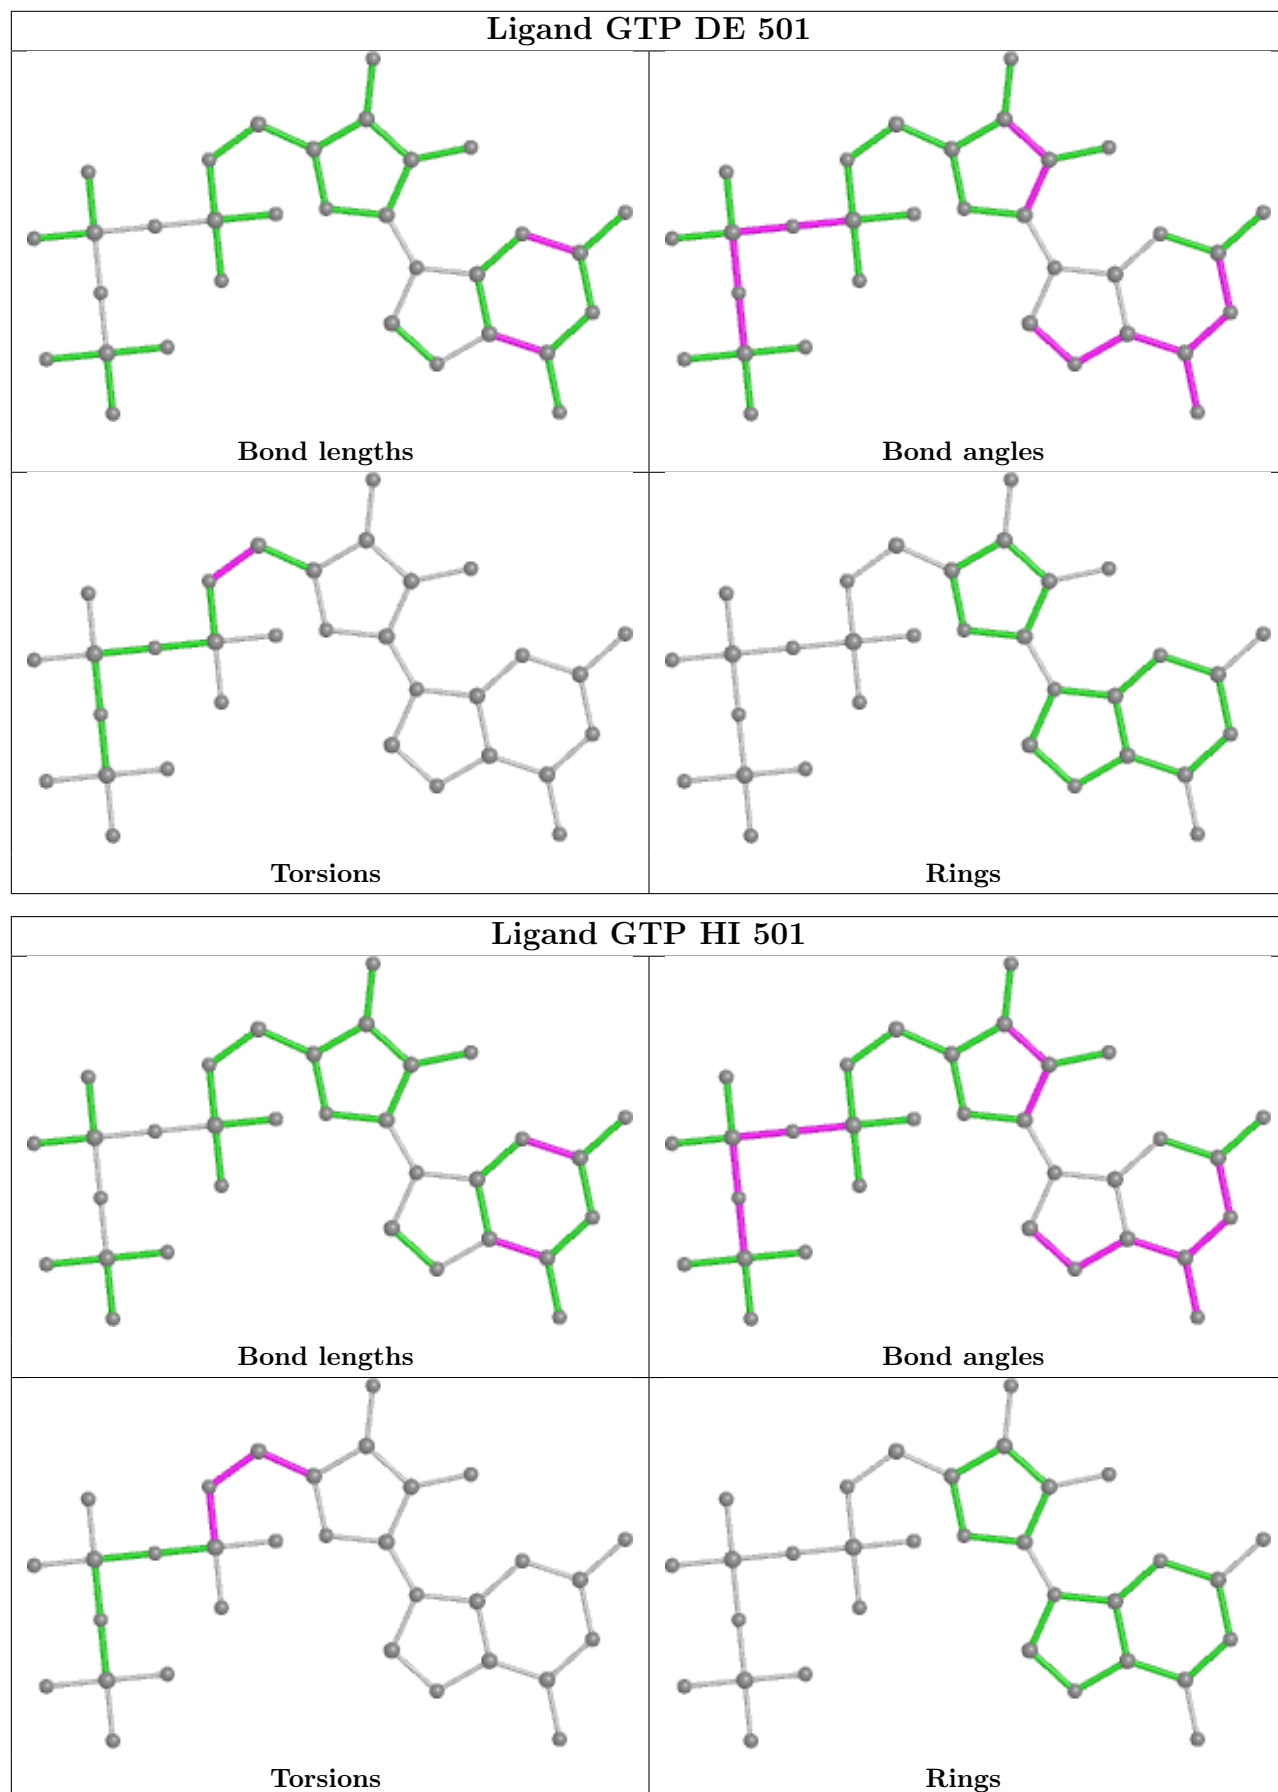 Ligand GTP DE 501
Bond lengths
Bond angles
Torsions
Rings
Ligand GTP HI 501
Bond lengths
Bond angles
Torsions
Rings